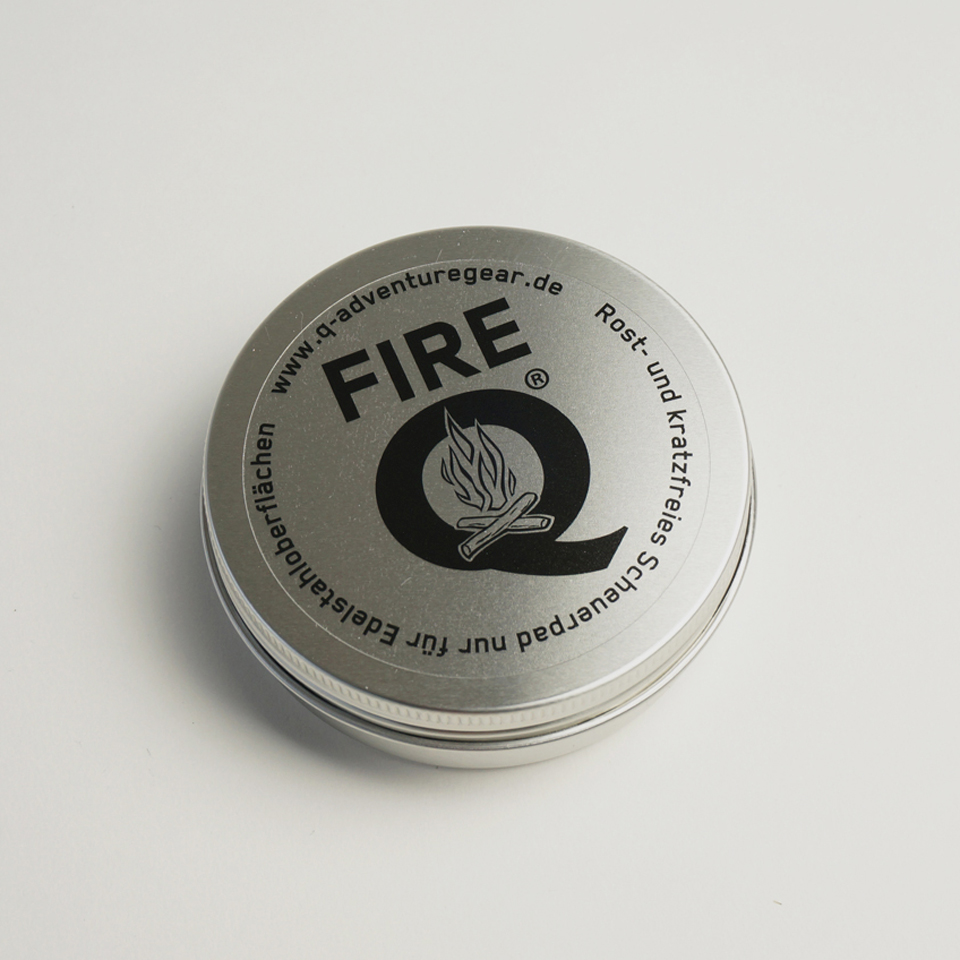 www.q-adventuregear.de
FIRE
Q®
Rost- und kratzfreies Scheuerpad nur für Edelstahloberflächen